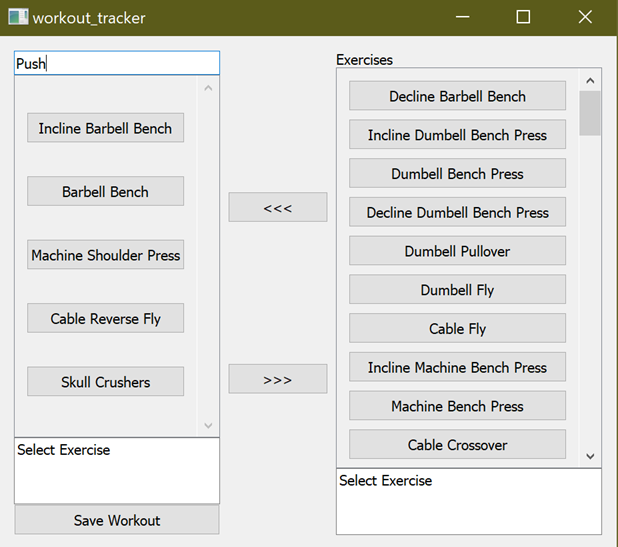 workout_tracker
Push
Incline Barbell Bench
Barbell Bench
Machine Shoulder Press
Cable Reverse Fly
Skull Crushers
Select Exercise
Save Workout
<<<
>>>
Exercises
Decline Barbell Bench
Incline Dumbell Bench Press
Dumbell Bench Press
Decline Dumbell Bench Press
Dumbell Pullover
Dumbell Fly
Cable Fly
Incline Machine Bench Press
Machine Bench Press
Cable Crossover
Select Exercise